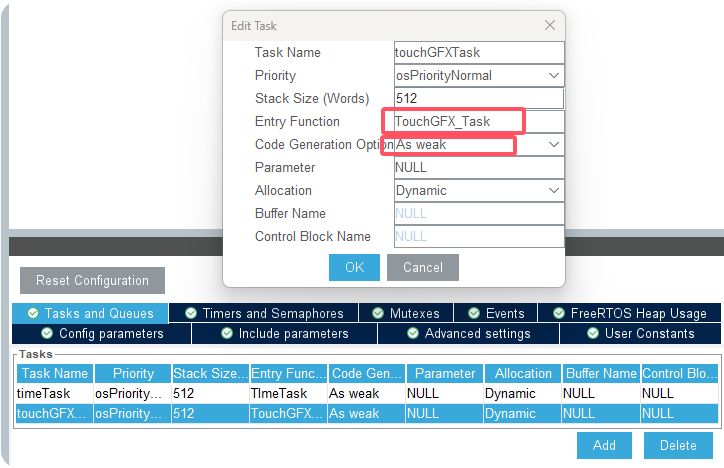 Edit Task
Task Name touchGFXTask
Priority osPriorityNormal
Stack Size (Words) 512
Entry Function TouchGFX_Task
Code Generation Option As weak
Parameter NULL
Allocation Dynamic
Buffer Name NULL
Control Block Name NULL
OK Cancel
Reset Configuration
Tasks and Queues Timers and Semaphores Mutexes Events FreeRTOS Heap Usage
Config parameters Include parameters Advanced settings User Constants
Tasks
Task Name Priority Stack Size... Entry Func... Code Gen... Parameter Allocation Buffer Name Control Blo...
timeTask osPriority... 512 TImeTask As weak NULL Dynamic NULL NULL
touchGFX... osPriority... 512 TouchGF... As weak NULL Dynamic NULL NULL
Add Delete